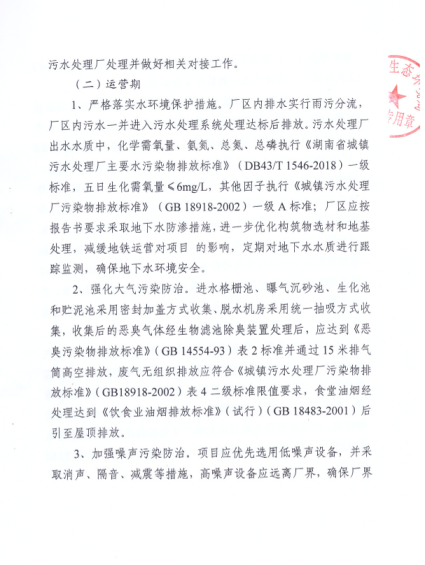 污水处理厂处理并做好相关对接工作。
（二）运营期
1、严格落实水环境保护措施。厂区内排水实行雨污分流，
厂区内污水一并进入污水处理系统处理达标后排放。污水处理厂
出水水质中，化学需氧量、氨氮、总氮、总磷执行《湖南省城镇
污水处理厂主要水污染物排放标准》（DB43/T 1546-2018）一级
标准，五日生化需氧量≤6mg/L，其他因子执行《城镇污水处理
厂污染物排放标准》（GB 18918-2002）一级 A 标准；厂区应按
报告书要求采取地下水防渗措施，进一步优化构筑物选材和地基
处理，减缓地铁运营对项目 的影响，定期对地下水水质进行跟
踪监测，确保地下水环境安全。
2、强化大气污染防治。进水格栅池、曝气沉砂池、生化池
和贮泥池采用密封加盖方式收集、脱水机房采用统一抽吸方式收
集，收集后的恶臭气体经生物滤池除臭装置处理后，应达到《恶
臭污染物排放标准》（GB 14554-93）表 2 标准并通过 15 米排气
筒高空排放，废气无组织排放应符合《城镇污水处理厂污染物排
放标准》（GB18918-2002）表 4 二级标准限值要求，食堂油烟经
处理达到《饮食业油烟排放标准》（试行）（GB 18483-2001）后
引至屋顶排放。
3、加强噪声污染防治。项目应优先选用低噪声设备，并采
取消声、隔音、减震等措施，高噪声设备应远离厂界，确保厂界
生态
用章